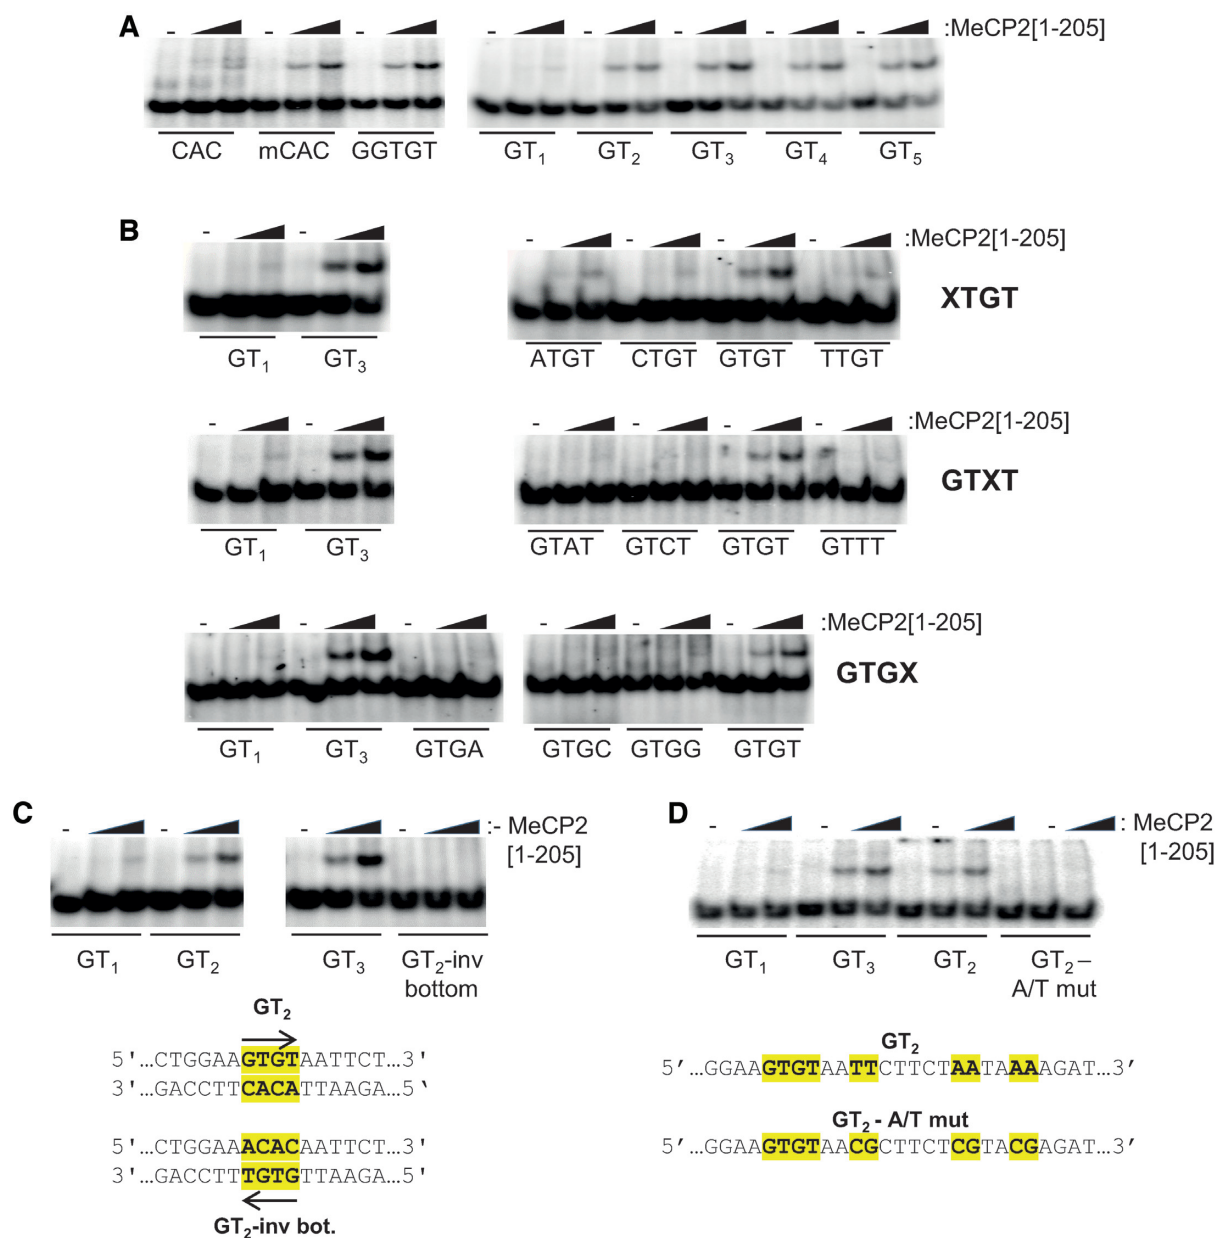 A - - - - - - - - :MeCP2[1-205]
CAC mCAC GGTGT GT1 GT2 GT3 GT4 GT5
B - - - - - - :MeCP2[1-205]
XTGT
GT1 GT3 ATGT CTGT GTGT TTGT
- - - - - - :MeCP2[1-205]
GTXT
GT1 GT3 GTAT GTCT GTGT GTTT
- - - - - - :MeCP2[1-205]
GTGX
GT1 GT3 GTGA GTGC GTGG GTGT
C - - - - :- MeCP2
[1-205]
GT1 GT2 GT3 GT2-inv
bottom
GT2
5'…CTGGAAGTGTAATTCT…3'
3'…GACCTTCACATTAAGA…5‘
5'…CTGGAAACACAATTCT…3'
3'…GACCTTTGTGTTAAGA…5'
GT2-inv bot.
D - - - - : MeCP2
[1-205]
GT1 GT3 GT2 GT2–
A/T mut
GT2
5′…GGAAGTGTAATTCTTCTAATAAAAGAT…3′
GT2 - A/T mut
5′…GGAAGTGTAACGCTTCTCGTACGAGAT…3′